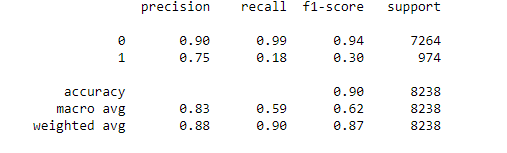 precision recall f1-score support
0 0.90 0.99 0.94 7264
1 0.75 0.18 0.30 974
accuracy 0.90 8238
macro avg 0.83 0.59 0.62 8238
weighted avg 0.88 0.90 0.87 8238